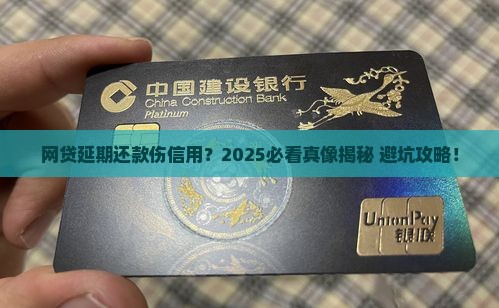 中国建设银行
China Construction Bank
Platinum
网贷延期还款伤信用？2025必看真像揭秘 避坑攻略！
UnionPay
银联